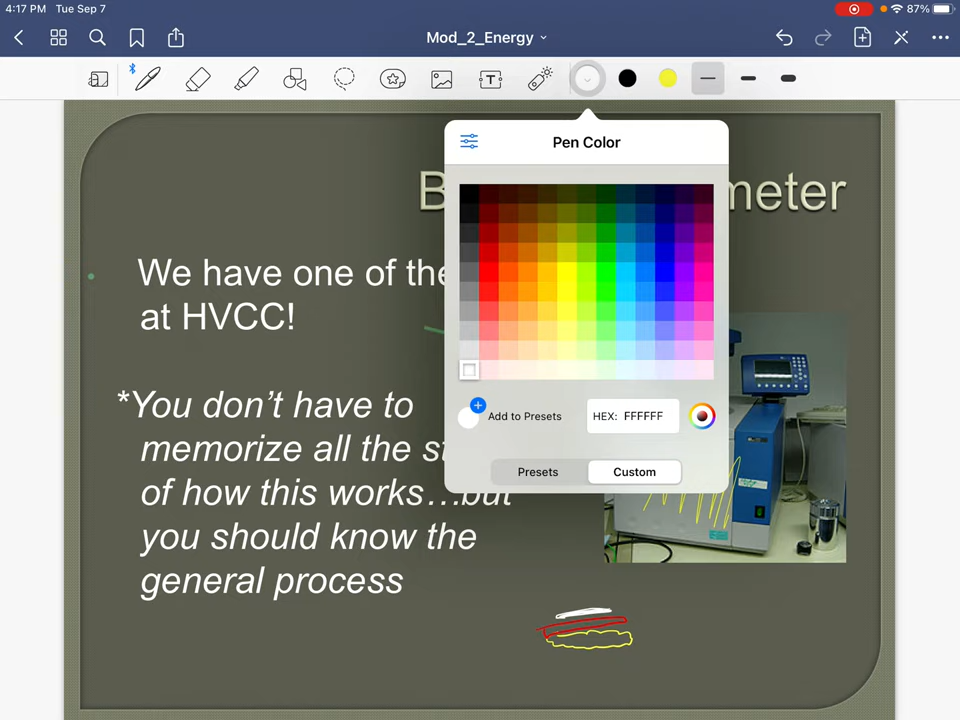 4:17 PM Tue Sep 7
87%
Mod_2_Energy
T
Pen Color
meter
We have one of the
at HVCC!
*You don't have to
memorize all the st
of how this works…but
you should know the
general process
Add to Presets
HEX: FFFFFF
Presets
Custom